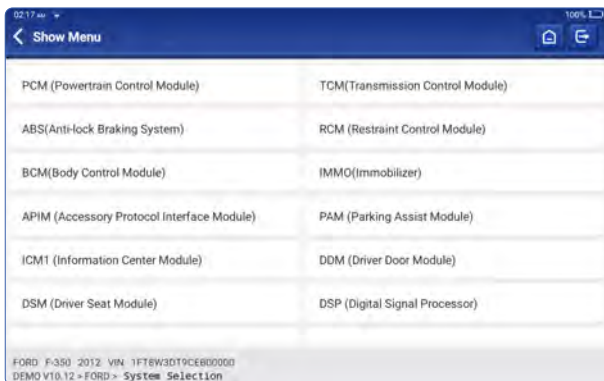 02:17
100%
Show Menu
PCM (Powertrain Control Module)
TCM(Transmission Control Module)
ABS(Anti-lock Braking System)
RCM (Restraint Control Module)
BCM(Body Control Module)
IMMO(Immobilizer)
APIM (Accessory Protocol Interface Module)
PAM (Parking Assist Module)
ICM1 (Information Center Module)
DDM (Driver Door Module)
DSM (Driver Seat Module)
DSP (Digital Signal Processor)
FORD F-350 2012 VIN 1FT8W3DT9CEB00000
DEMO V10.12 > FORD > System Selection